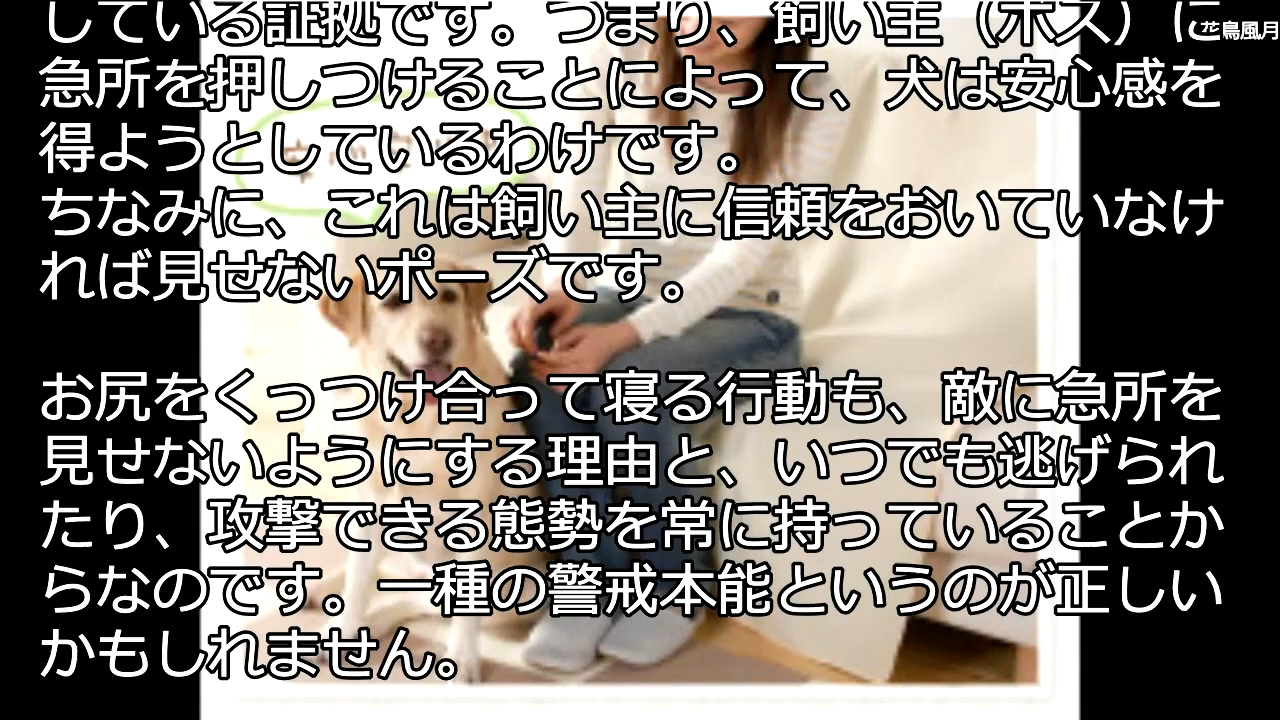 している証拠です。つまり、飼い主（ボス）に
花鳥風月
急所を押しつけることによって、犬は安心感を
得ようとしているわけです。
ちなみに、これは飼い主に信頼をおいていなけ
れば見せないポーズです。
お尻をくっつけ合って寝る行動も、敵に急所を
見せないようにする理由と、いつでも逃げられ
たり、攻撃できる態勢を常に持っていることか
らなのです。一種の警戒本能というのが正しい
かもしれません。